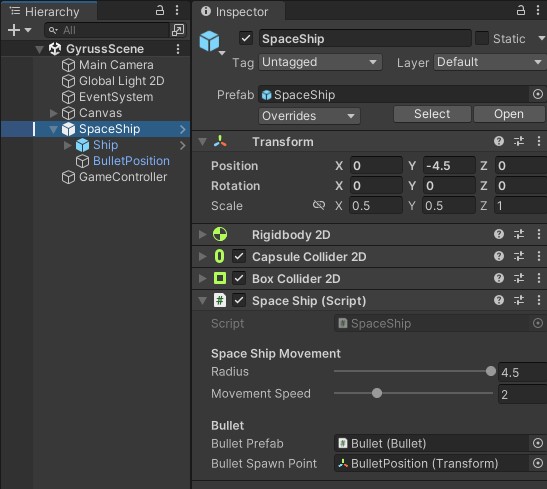 Hierarchy
All
GyrussScene
Main Camera
Global Light 2D
EventSystem
Canvas
SpaceShip
Ship
BulletPosition
GameController
Inspector
SpaceShip
Static
Tag Untagged Layer Default
Prefab SpaceShip
Overrides Select Open
Transform
Position X 0 Y -4.5 Z 0
Rotation X 0 Y 0 Z 0
Scale X 0.5 Y 0.5 Z 1
Rigidbody 2D
Capsule Collider 2D
Box Collider 2D
# Space Ship (Script)
Script # SpaceShip
Space Ship Movement
Radius 4.5
Movement Speed 2
Bullet
Bullet Prefab # Bullet (Bullet)
Bullet Spawn Point BulletPosition (Transform)